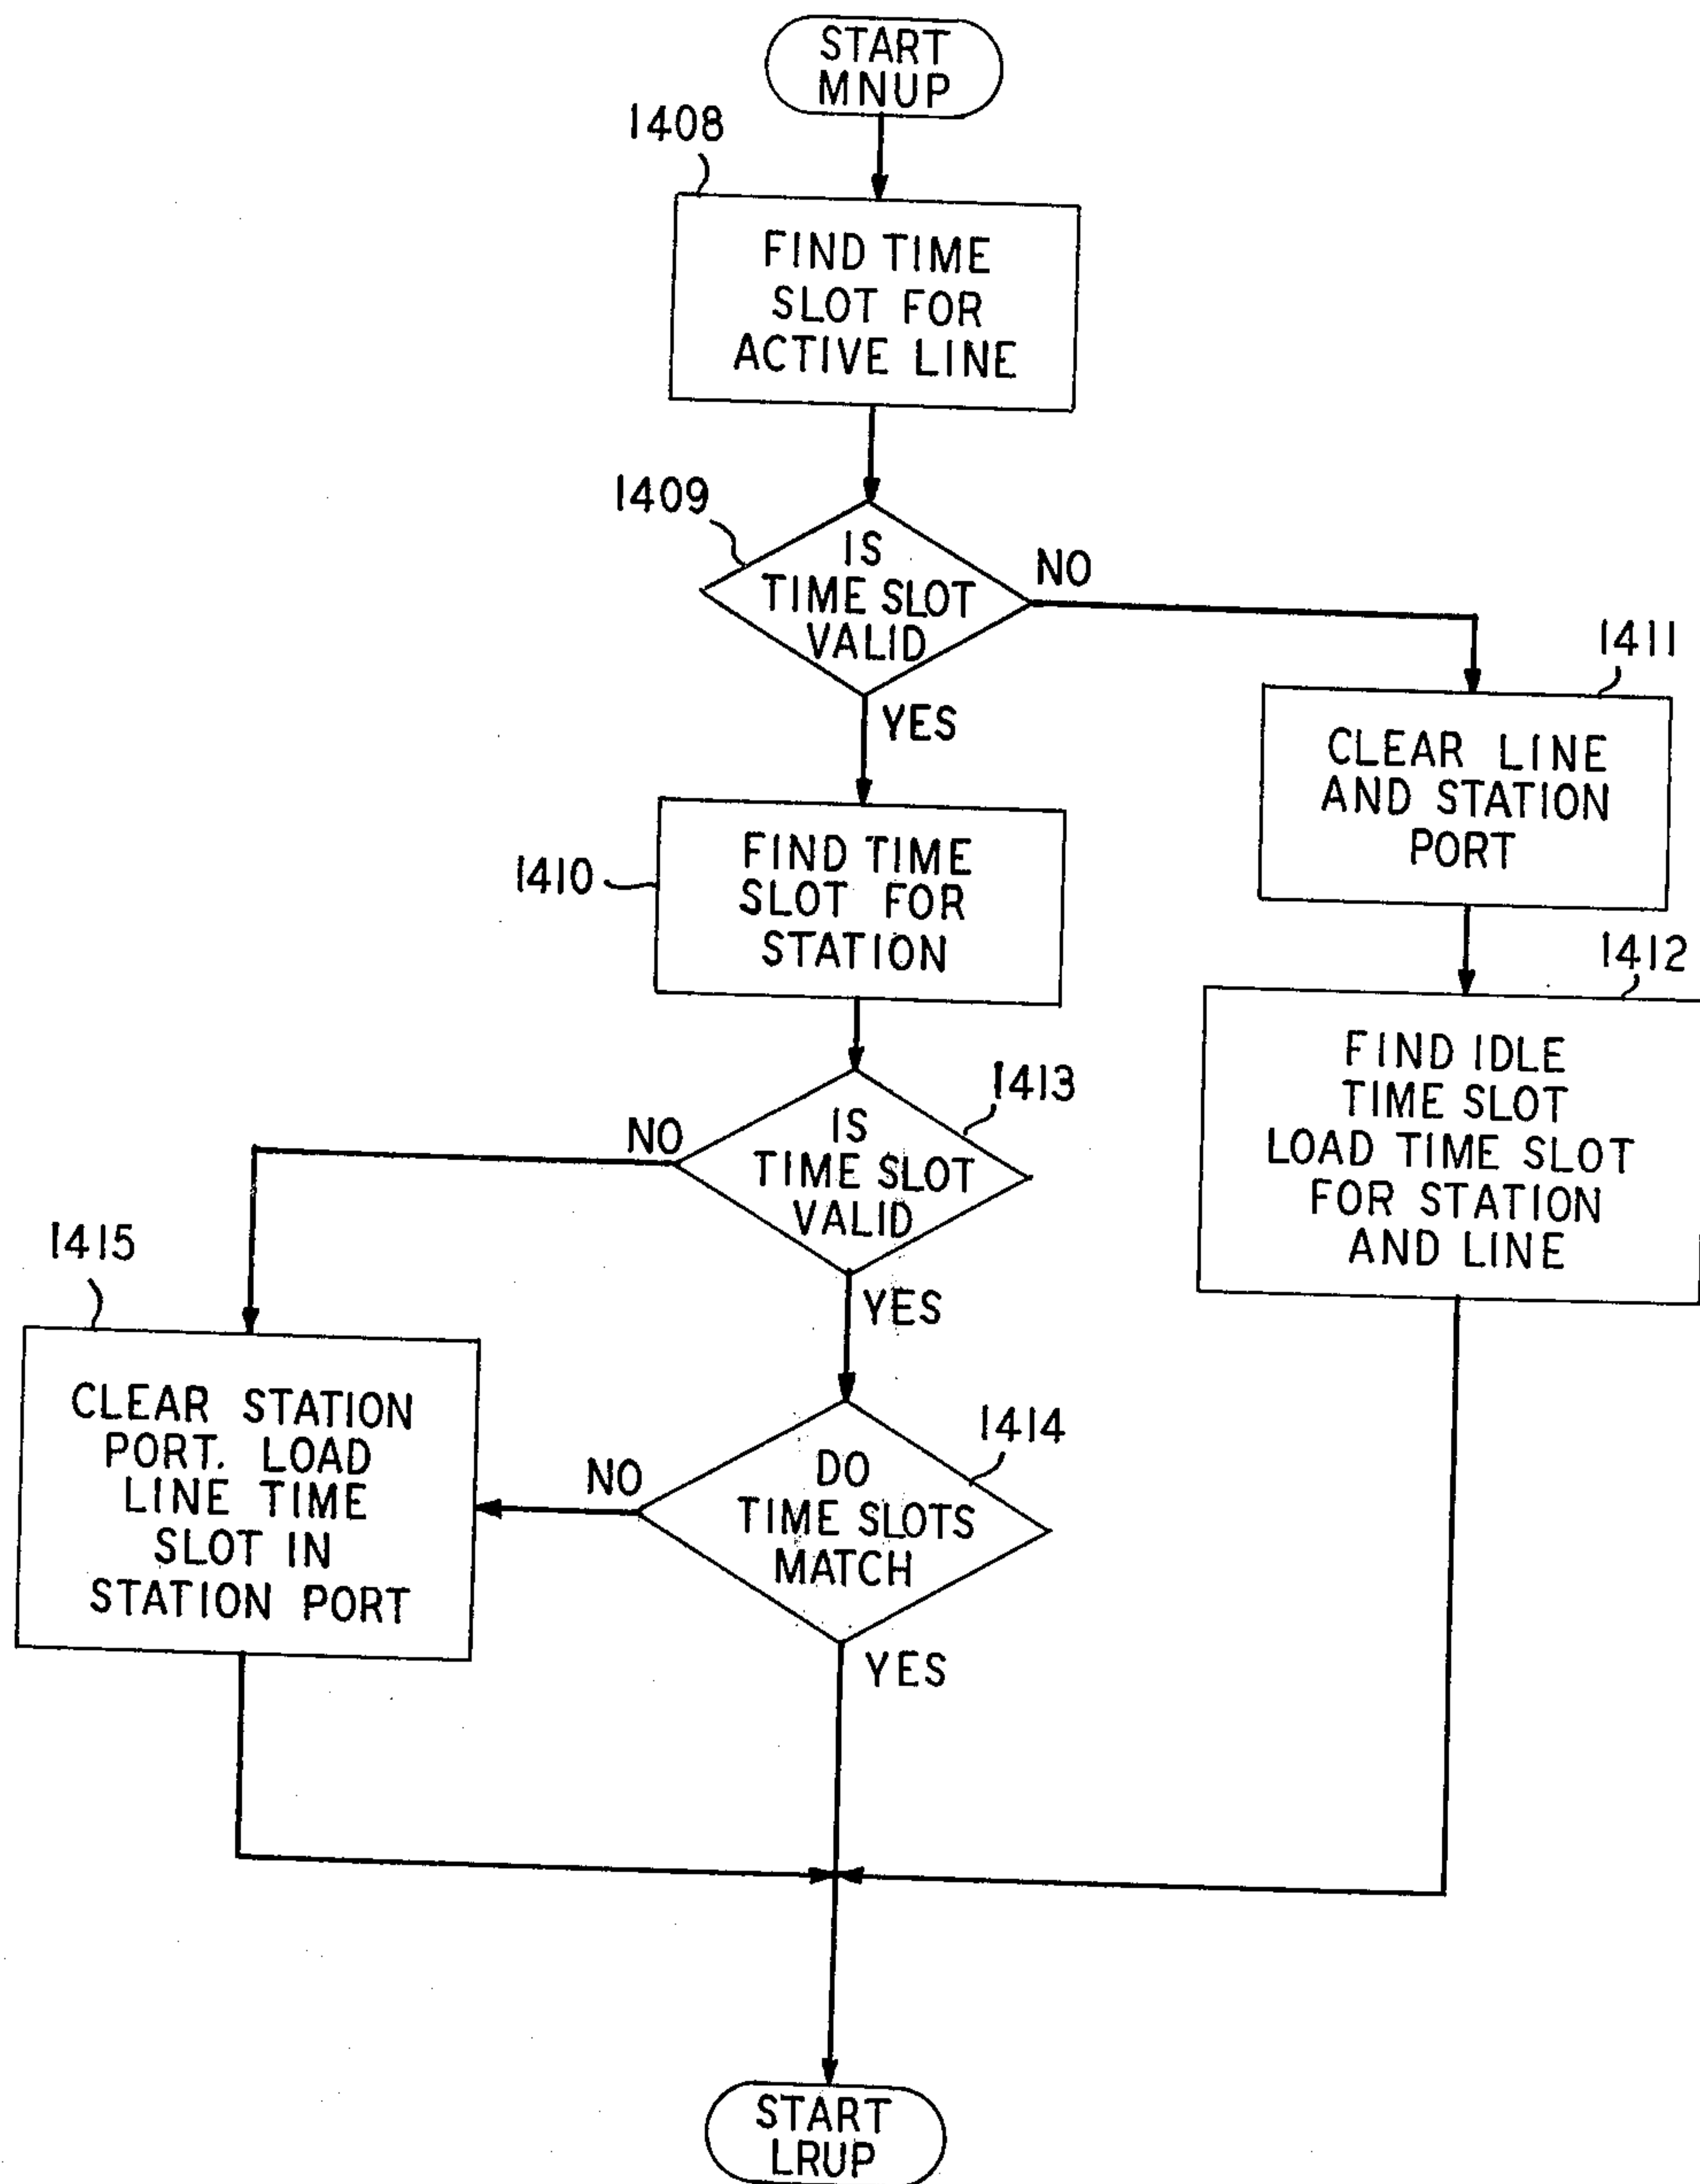 START
MNUP
1408
FIND TIME
SLOT FOR
ACTIVE LINE
1409
IS
TIME SLOT
VALID
NO
YES
1411
CLEAR LINE
AND STATION
PORT
1410
FIND TIME
SLOT FOR
STATION
1412
FIND IDLE
TIME SLOT
LOAD TIME SLOT
FOR STATION
AND LINE
1413
IS
TIME SLOT
VALID
NO
YES
1415
CLEAR STATION
PORT. LOAD
LINE TIME
SLOT IN
STATION PORT
1414
DO
TIME SLOTS
MATCH
NO
YES
START
LRUP